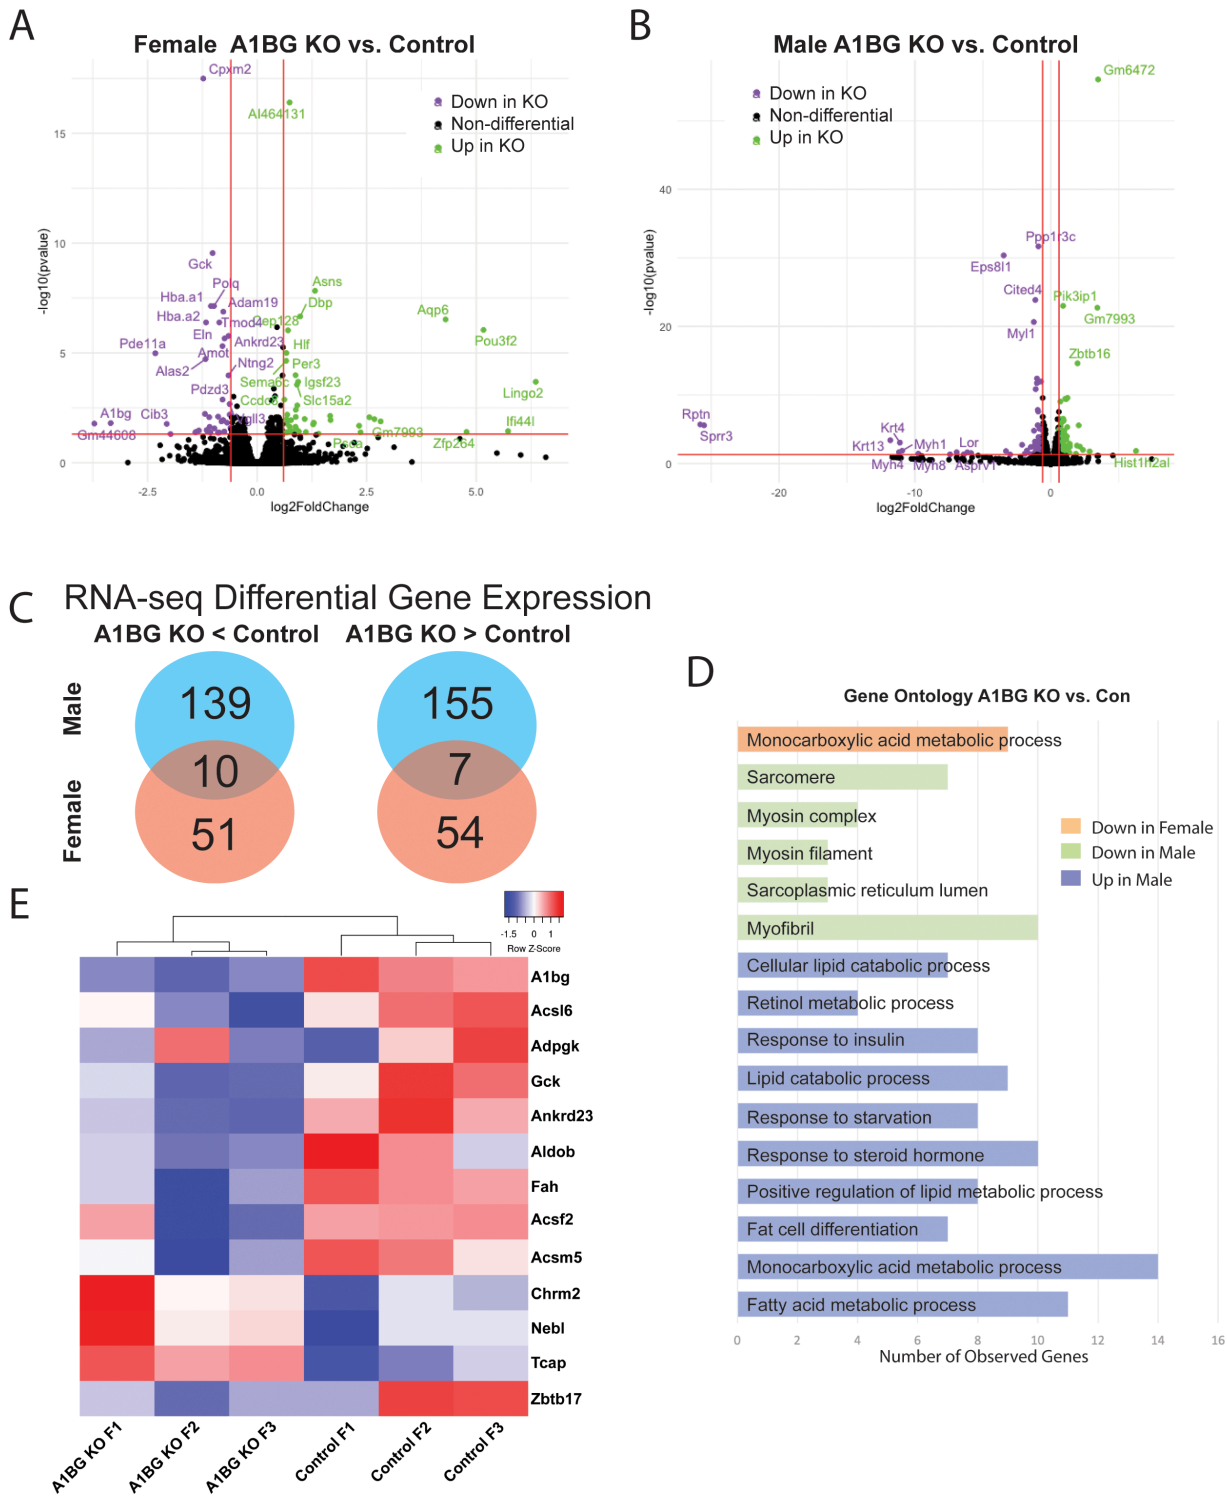 A
Female A1BG KO vs. Control
Cpxm2
AI464131
Down in KO
Non-differential
Up in KO
15
10
5
0
-log10(pvalue)
Gck
Polq
Hba.a1
Adam19
Hba.a2
Tmod4
Cep128
Asns
Dbp
Aqp6
Eln
Ankrd23
Hlf
Pou3f2
Pde11a
Amot
Alas2
Ntng2
Per3
Sema6c
Igsf23
Pdzd3
Slc15a2
Lingo2
A1bg
Cib3
Gm44608
Gm7993
Ifi44l
Zfp264
-2.5
0.0
2.5
5.0
log2FoldChange
B
Male A1BG KO vs. Control
Gm6472
Down in KO
Non-differential
Up in KO
40
20
0
-log10(pvalue)
Ppp1r3c
Eps8l1
Cited4
Pik3ip1
Gm7993
Myl1
Zbtb16
Rptn
Sprr3
Krt4
Krt13
Myh1
Lor
Myh4
Myh8
Asprv1
Hist1h2al
-20
-10
0
log2FoldChange
C
RNA-seq Differential Gene Expression
A1BG KO < Control
A1BG KO > Control
Male
Female
139
10
51
155
7
54
D
Gene Ontology A1BG KO vs. Con
Monocarboxylic acid metabolic process
Sarcomere
Myosin complex
Myosin filament
Sarcoplasmic reticulum lumen
Myofibril
Cellular lipid catabolic process
Retinol metabolic process
Response to insulin
Lipid catabolic process
Response to starvation
Response to steroid hormone
Positive regulation of lipid metabolic process
Fat cell differentiation
Monocarboxylic acid metabolic process
Fatty acid metabolic process
Down in Female
Down in Male
Up in Male
0 2 4 6 8 10 12 14 16
Number of Observed Genes
E
-1.5 0 1
Row Z-Score
A1bg
Acsl6
Adpgk
Gck
Ankrd23
Aldob
Fah
Acsf2
Acsm5
Chrm2
Nebl
Tcap
Zbtb17
A1BG KO F1
A1BG KO F2
A1BG KO F3
Control F1
Control F2
Control F3